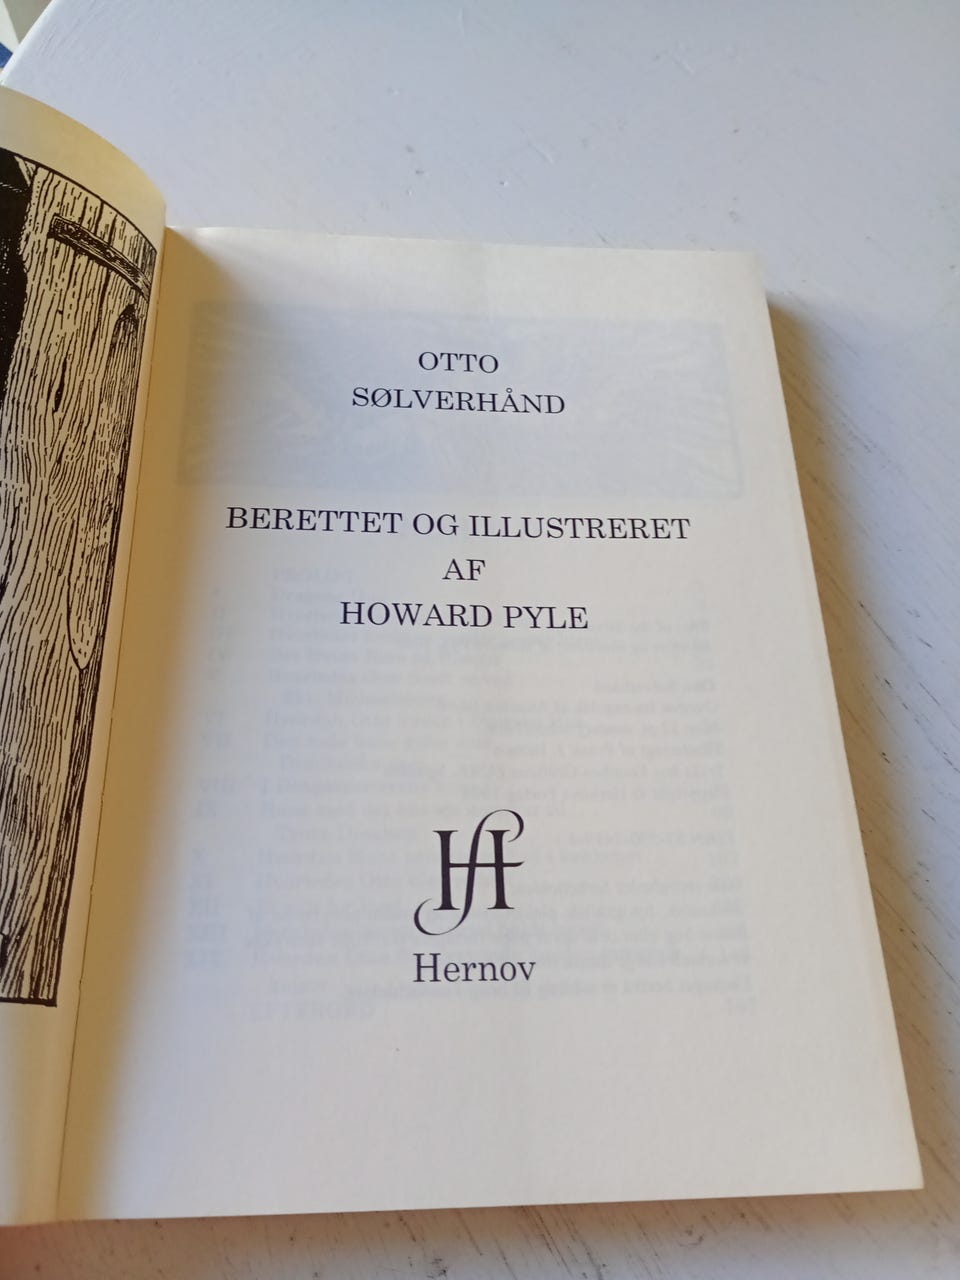 OTTO
SØLVERHÅND
BERETTET OG ILLUSTRERET
AF
HOWARD PYLE
Hernov